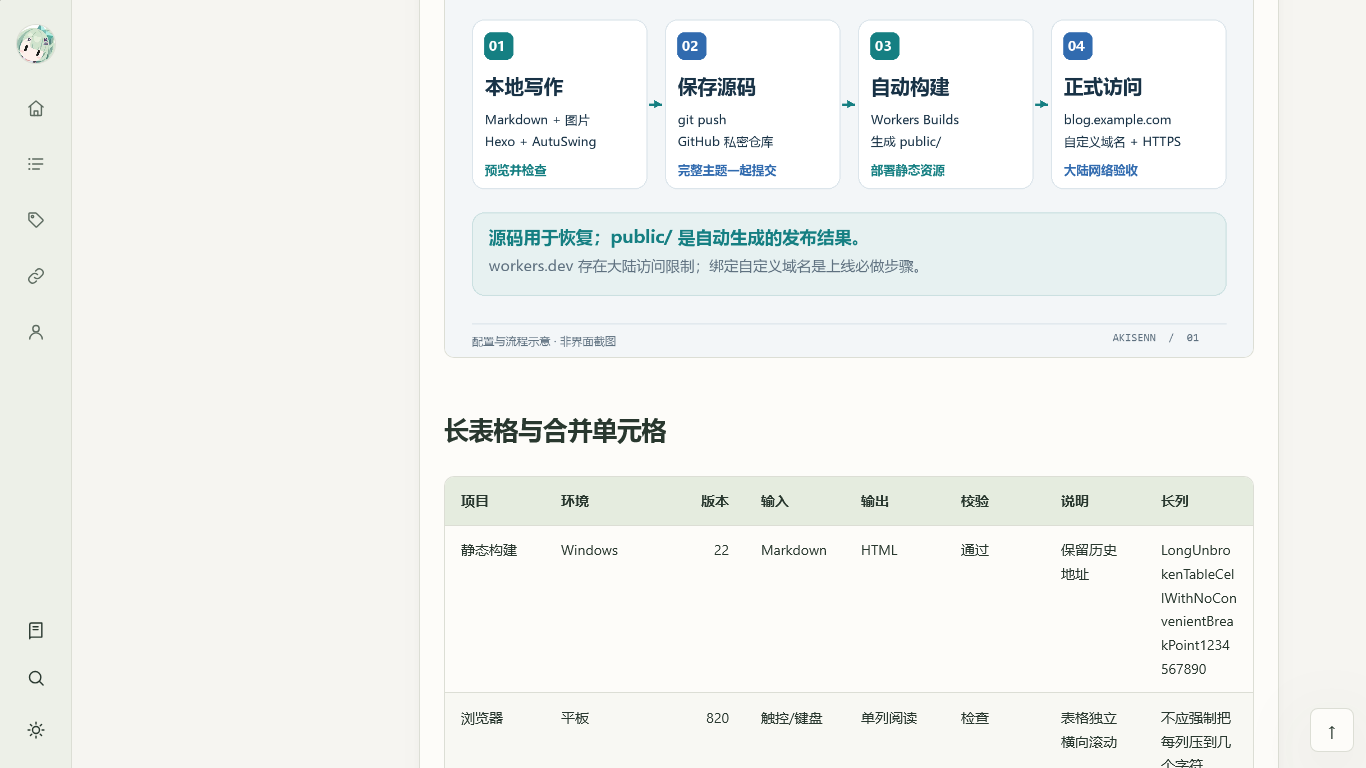 01
本地写作
Markdown + 图片
Hexo + AutuSwing
预览并检查
02
保存源码
git push
GitHub 私密仓库
完整主题一起提交
03
自动构建
Workers Builds
生成 public/
部署静态资源
04
正式访问
blog.example.com
自定义域名 + HTTPS
大陆网络验收
源码用于恢复；public/ 是自动生成的发布结果。
workers.dev 存在大陆访问限制；绑定自定义域名是上线必做步骤。
配置与流程示意 · 非界面截图
AKISENN / 01
长表格与合并单元格
项目 环境 版本 输入 输出 校验 说明 长列
静态构建 Windows 22 Markdown HTML 通过 保留历史
地址
LongUnbro
kenTableCel
lWithNoCon
venientBrea
kPoint1234
567890
浏览器 平板 820 触控/键盘 单列阅读 检查 表格独立
横向滚动
不应强制把
每列压到几
个字符
↑